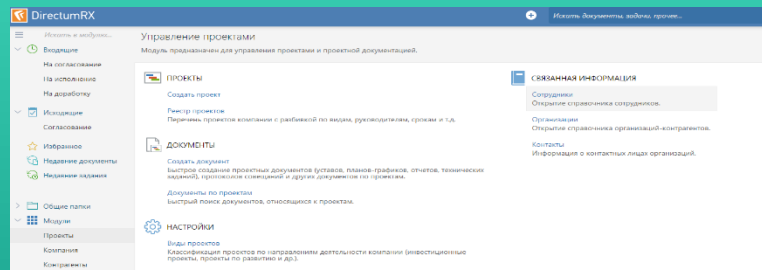 DirectumRX
Искать документы, задачи, прочее...
Искать в модулях...
Входящие
На согласование
На исполнение
На доработку
Исходящие
Согласование
Избранное
Недавние документы
Недавние задания
Общие папки
Модули
Проекты
Компания
Контрагенты
Управление проектами
Модуль предназначен для управления проектами и проектной документацией.
ПРОЕКТЫ
Создать проект
Реестр проектов
Перечень проектов компании с разбивкой по видам, руководителям, срокам и т.д.
ДОКУМЕНТЫ
Создать документ
Быстрое создание проектных документов (уставов, планов-графиков, отчетов, технических
заданий), протоколов совещаний и других документов по проектам.
Документы по проектам
Быстрый поиск документов, относящихся к проектам.
НАСТРОЙКИ
Виды проектов
Классификация проектов по направлениям деятельности компании (инвестиционные
проекты, проекты по развитию и др.).
СВЯЗАННАЯ ИНФОРМАЦИЯ
Сотрудники
Открытие справочника сотрудников.
Организации
Открытие справочника организаций-контрагентов.
Контакты
Информация о контактных лицах организаций.